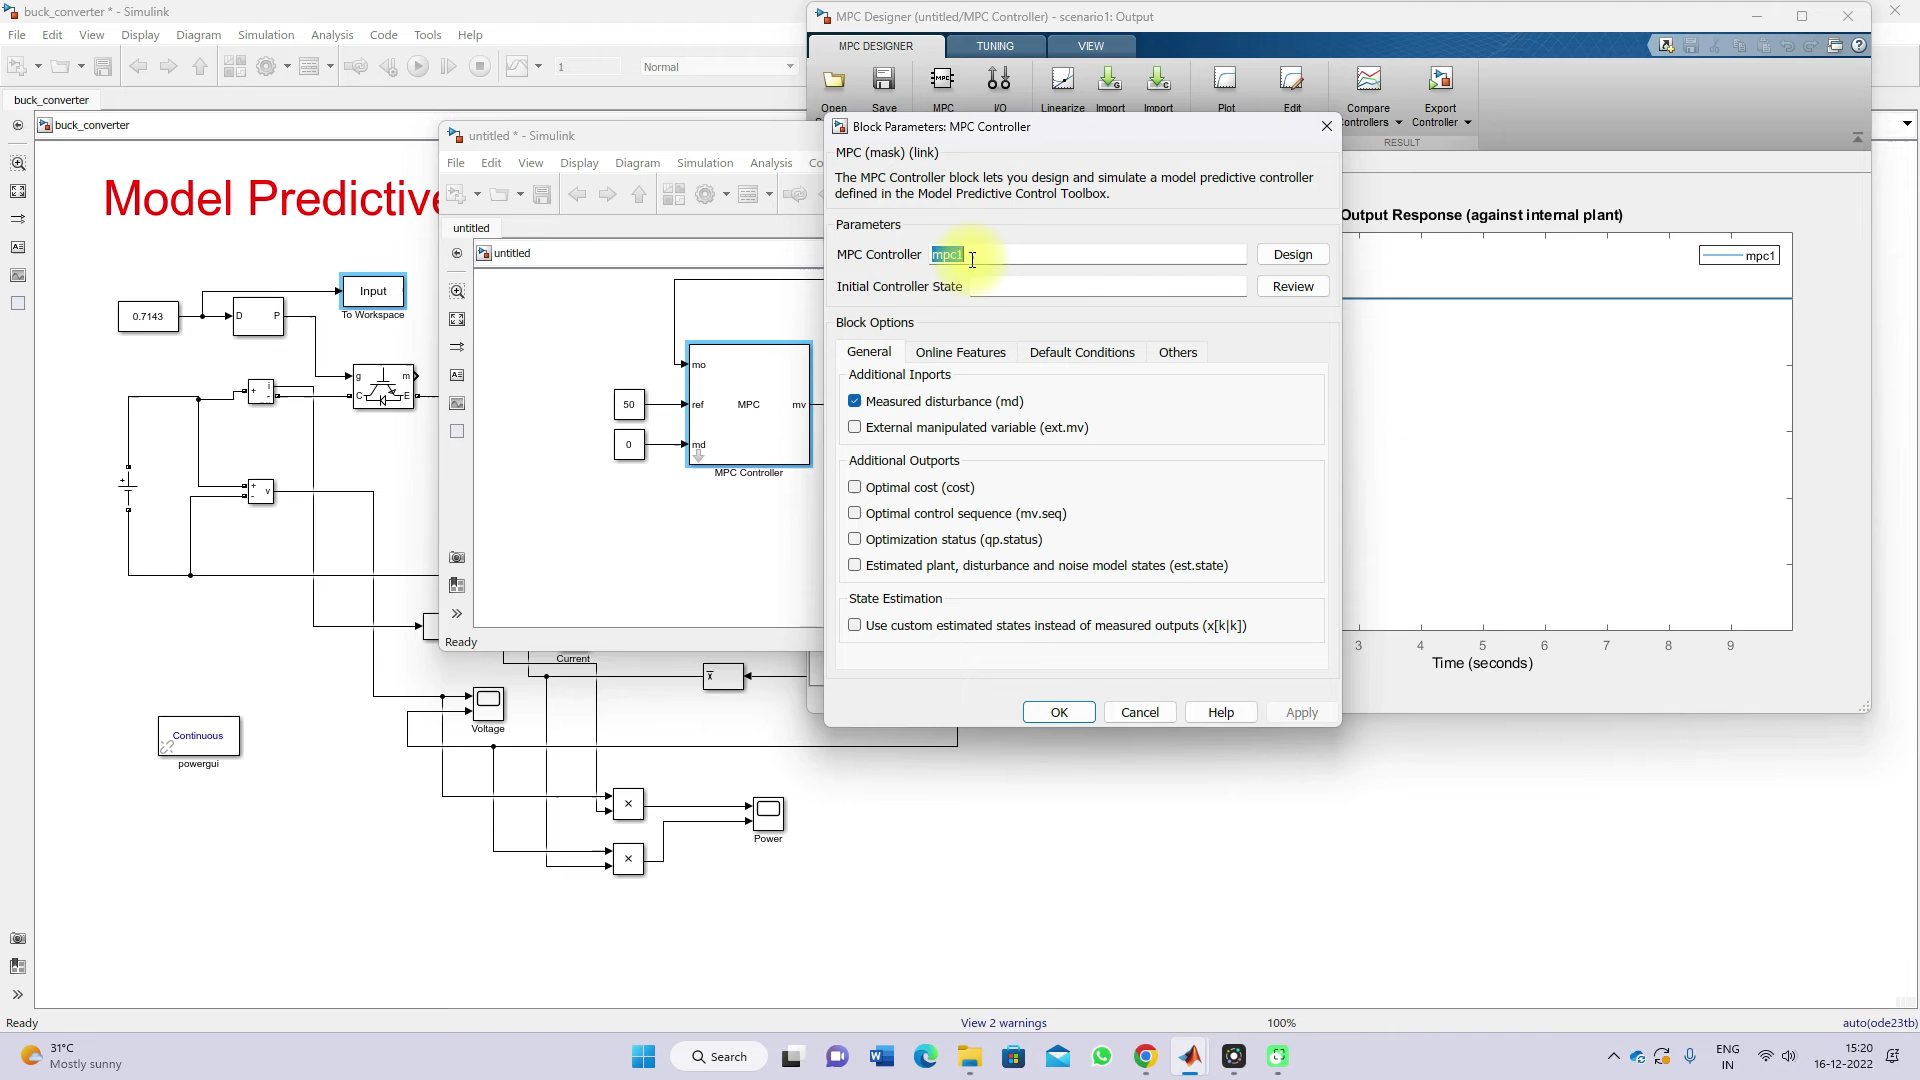 buck_converter * - Simulink
File Edit View Display Diagram Simulation Analysis Code Tools Help
1
Normal
buck_converter
buck_converter
Model Predictive
0.7143
D P
Input
To Workspace
g m
C E
i
v
Continuous
powergui
Current
Voltage
Power
Ready
View 2 warnings
100%
auto(ode23tb)
untitled * - Simulink
File Edit View Display Diagram Simulation Analysis Co
untitled
untitled
50
0
mo
ref
md
MPC
mv
MPC Controller
Ready
MPC Designer (untitled/MPC Controller) - scenario1: Output
MPC DESIGNER TUNING VIEW
Open Save MPC I/O Linearize Import Import Plot Edit Compare Export
Controllers Controller
RESULT
Output Response (against internal plant)
mpc1
3 4 5 6 7 8 9
Time (seconds)
Block Parameters: MPC Controller
MPC (mask) (link)
The MPC Controller block lets you design and simulate a model predictive controller
defined in the Model Predictive Control Toolbox.
Parameters
MPC Controller mpc1 Design
Initial Controller State Review
Block Options
General Online Features Default Conditions Others
Additional Inports
Measured disturbance (md)
External manipulated variable (ext.mv)
Additional Outports
Optimal cost (cost)
Optimal control sequence (mv.seq)
Optimization status (qp.status)
Estimated plant, disturbance and noise model states (est.state)
State Estimation
Use custom estimated states instead of measured outputs (x[k|k])
OK Cancel Help Apply
31°C
Mostly sunny
Search
ENG
IN
15:20
16-12-2022